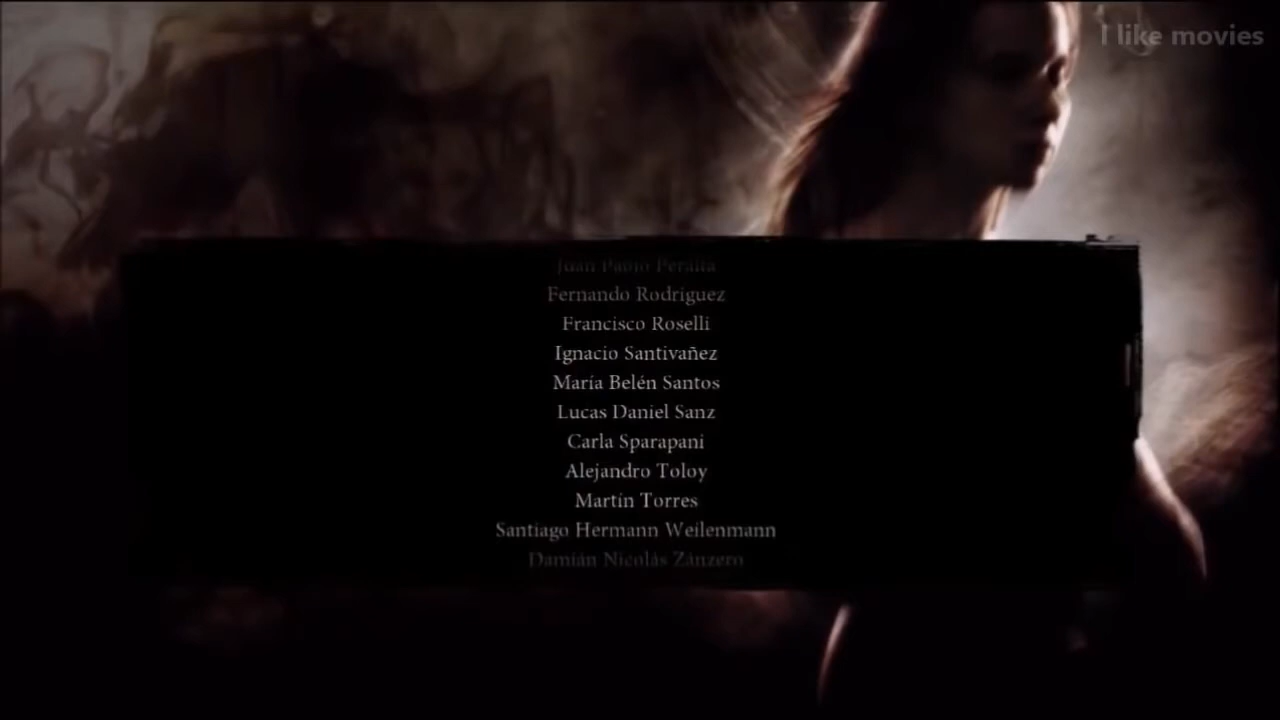 I like movies
Juan Pablo Peralta
Fernando Rodriguez
Francisco Roselli
Ignacio Santivañez
María Belén Santos
Lucas Daniel Sanz
Carla Sparapani
Alejandro Toloy
Martín Torres
Santiago Hermann Weilenmann
Damián Nicolás Zánzero